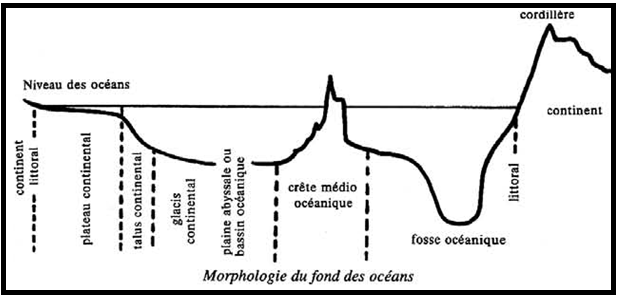 cordillère
Niveau des océans
continent
continent
littoral
plateau continental
talus continental
glacis
continental
plaine abyssale ou
bassin océanique
crête médio
océanique
fosse océanique
littoral
Morphologie du fond des océans